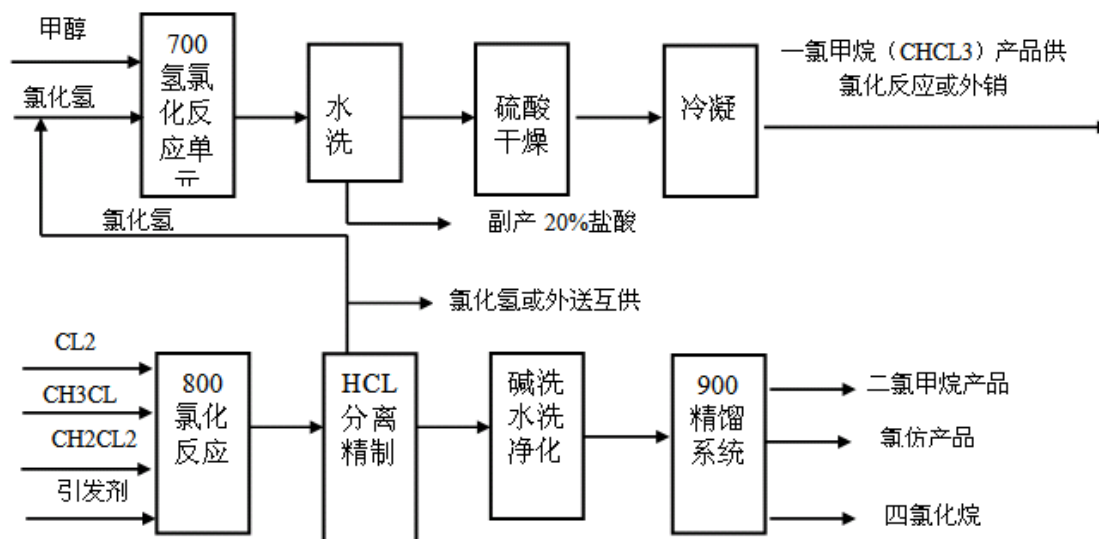 甲醇
氯化氢
700
氢氯
化反
应单
元
水
洗
硫酸
干燥
冷凝
一氯甲烷（CHCL3）产品供
氯化反应或外销
氯化氢
副产 20%盐酸
氯化氢或外送互供
CL2
CH3CL
CH2CL2
引发剂
800
氯化
反应
HCL
分离
精制
碱洗
水洗
净化
900
精馏
系统
二氯甲烷产品
氯仿产品
四氯化烷